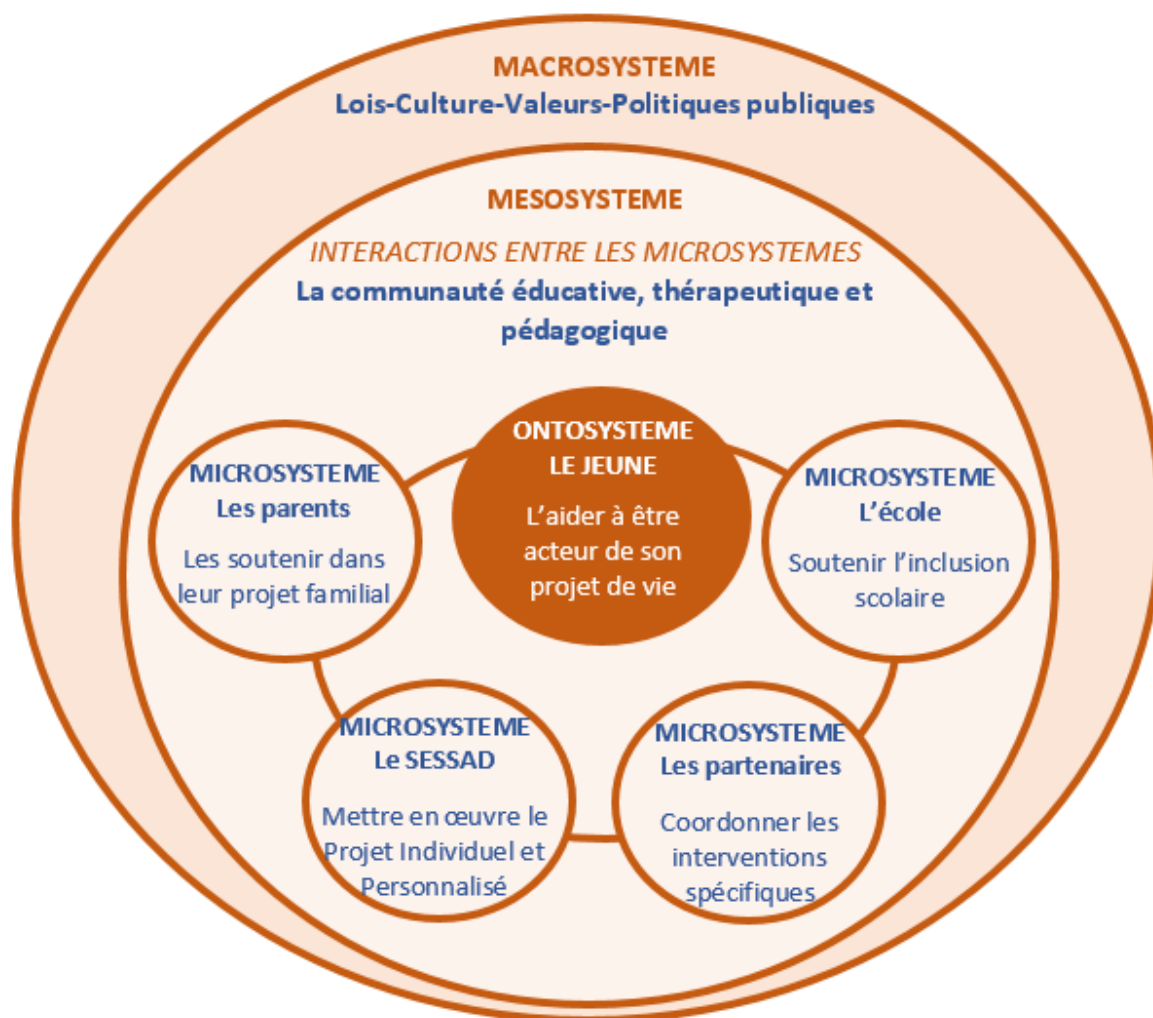 MACROSYSTEME
Lois-Culture-Valeurs-Politiques publiques
MESOSYSTEME
INTERACTIONS ENTRE LES MICROSYSTEMES
La communauté éducative, thérapeutique et
pédagogique
ONTOSYSTEME
LE JEUNE
L’aider à être
acteur de son
projet de vie
MICROSYSTEME
Les parents
Les soutenir dans
leur projet familial
MICROSYSTEME
L’école
Soutenir l’inclusion
scolaire
MICROSYSTEME
Le SESSAD
Mettre en œuvre le
Projet Individuel et
Personnalisé
MICROSYSTEME
Les partenaires
Coordonner les
interventions
spécifiques